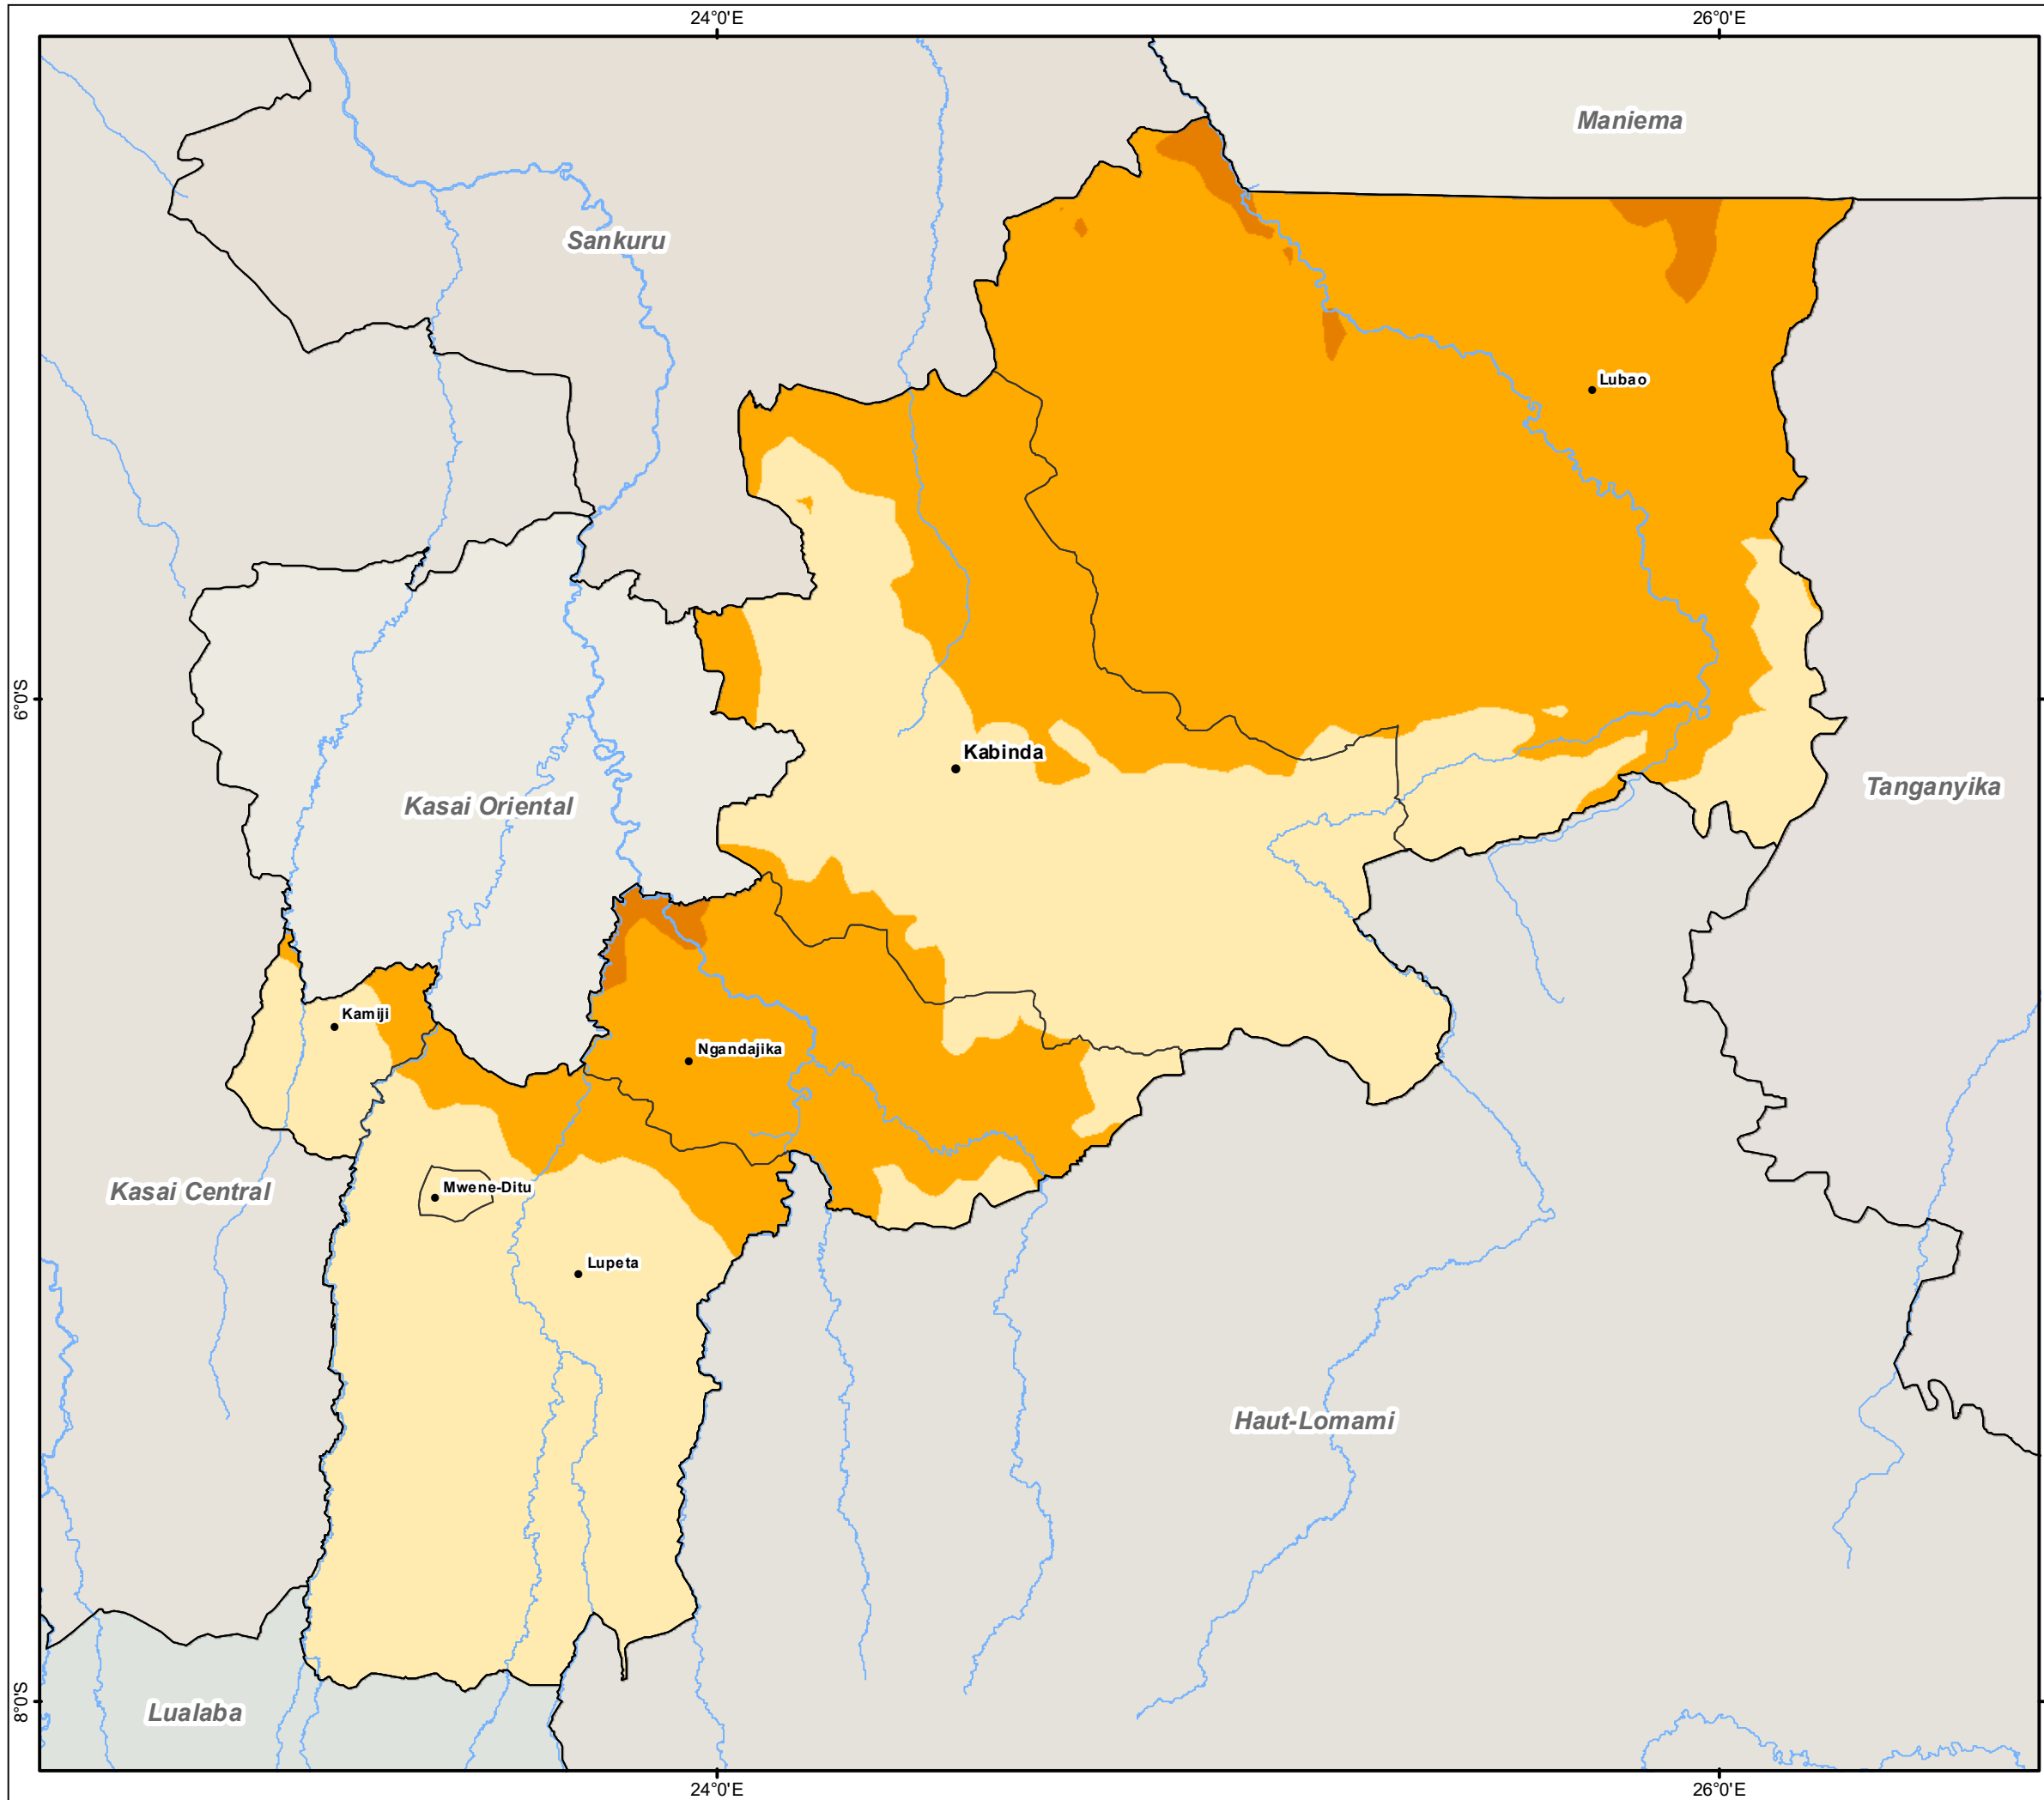 24°0'E
26°0'E
Maniema
Sankuru
Lubao
6°0'S
Kabinda
Tanganyika
Kasai Oriental
Kamiji
Ngandajika
Kasai Central
Mwene-Ditu
Lupeta
Haut-Lomami
8°0'S
Lualaba
24°0'E
26°0'E